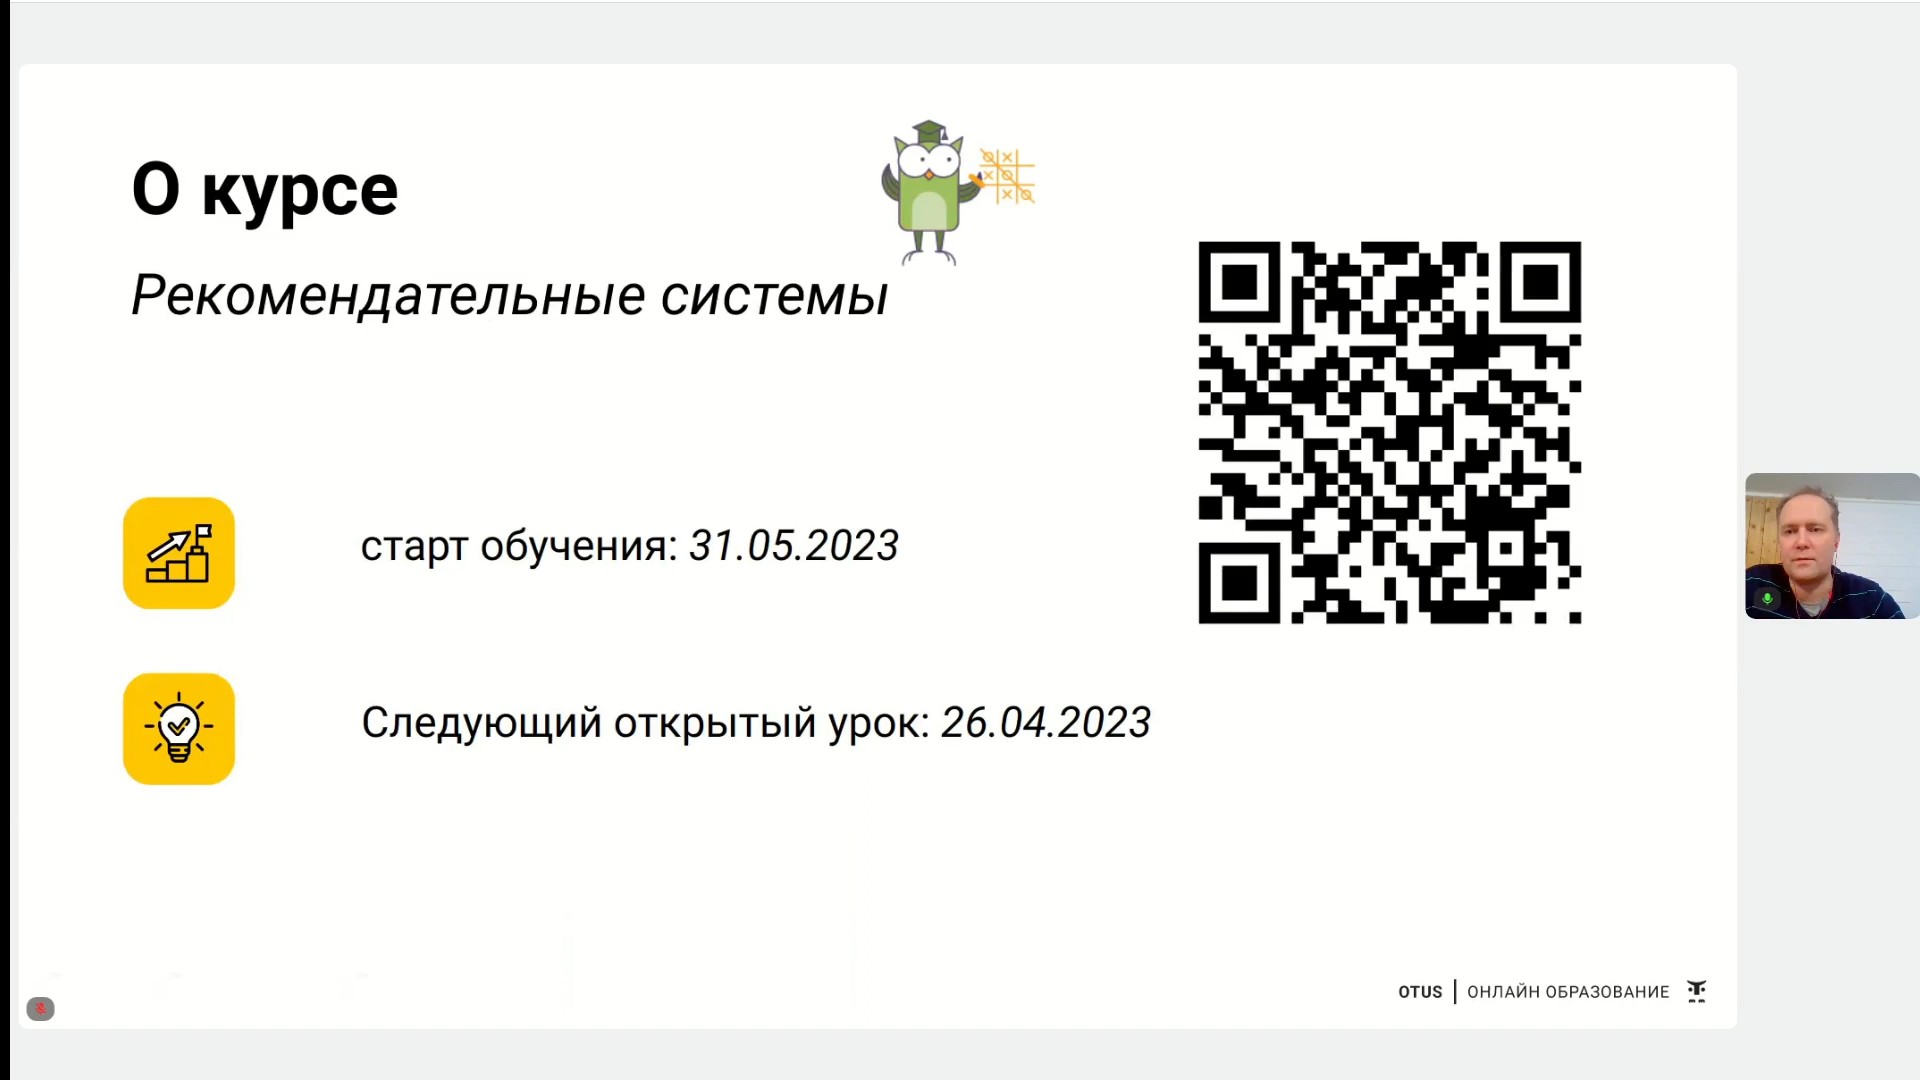 О курсе
Рекомендательные системы
старт обучения: 31.05.2023
Следующий открытый урок: 26.04.2023
OTUS | ОНЛАЙН ОБРАЗОВАНИЕ